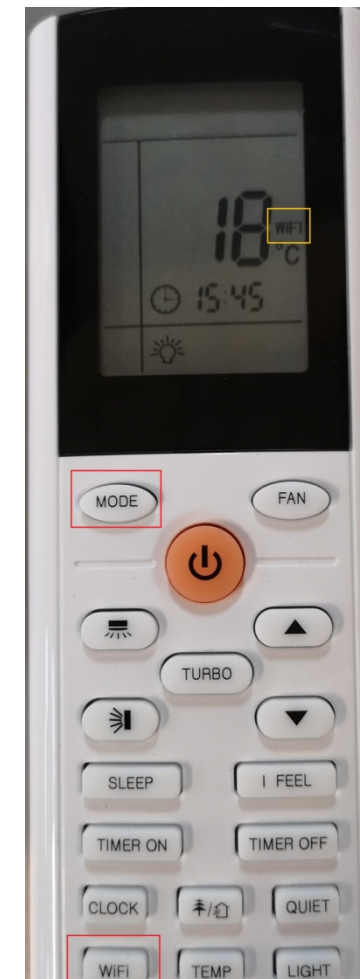 18 WiFi
°C
15:45
MODE FAN
TURBO
SLEEP I FEEL
TIMER ON TIMER OFF
CLOCK QUIET
WiFi TEMP LIGHT